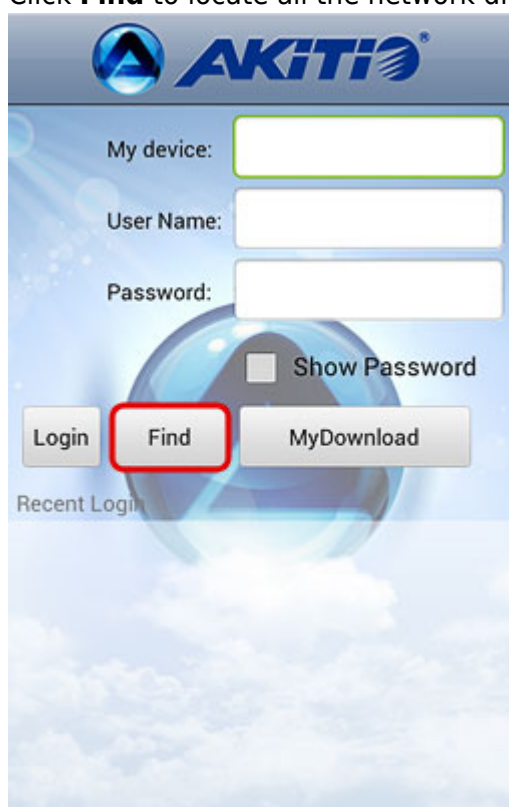 Click Find to locate all the network
AKiTiO®
My device:
User Name:
Password:
Show Password
Login Find MyDownload
Recent Login